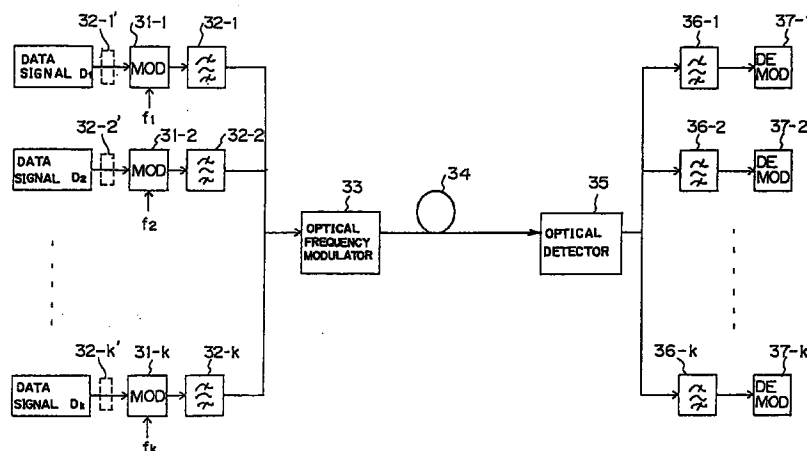 32-1' 31-1 32-1 36-1 37-1
DATA
SIGNAL D1
MOD
DE
MOD
f1
32-2' 31-2 32-2 36-2 37-2
DATA
SIGNAL D2
MOD
DE
MOD
f2
33 34 35
OPTICAL
FREQUENCY
MODULATOR
OPTICAL
DETECTOR
32-k' 31-k 32-k 36-k 37-k
DATA
SIGNAL Dk
MOD
DE
MOD
fk